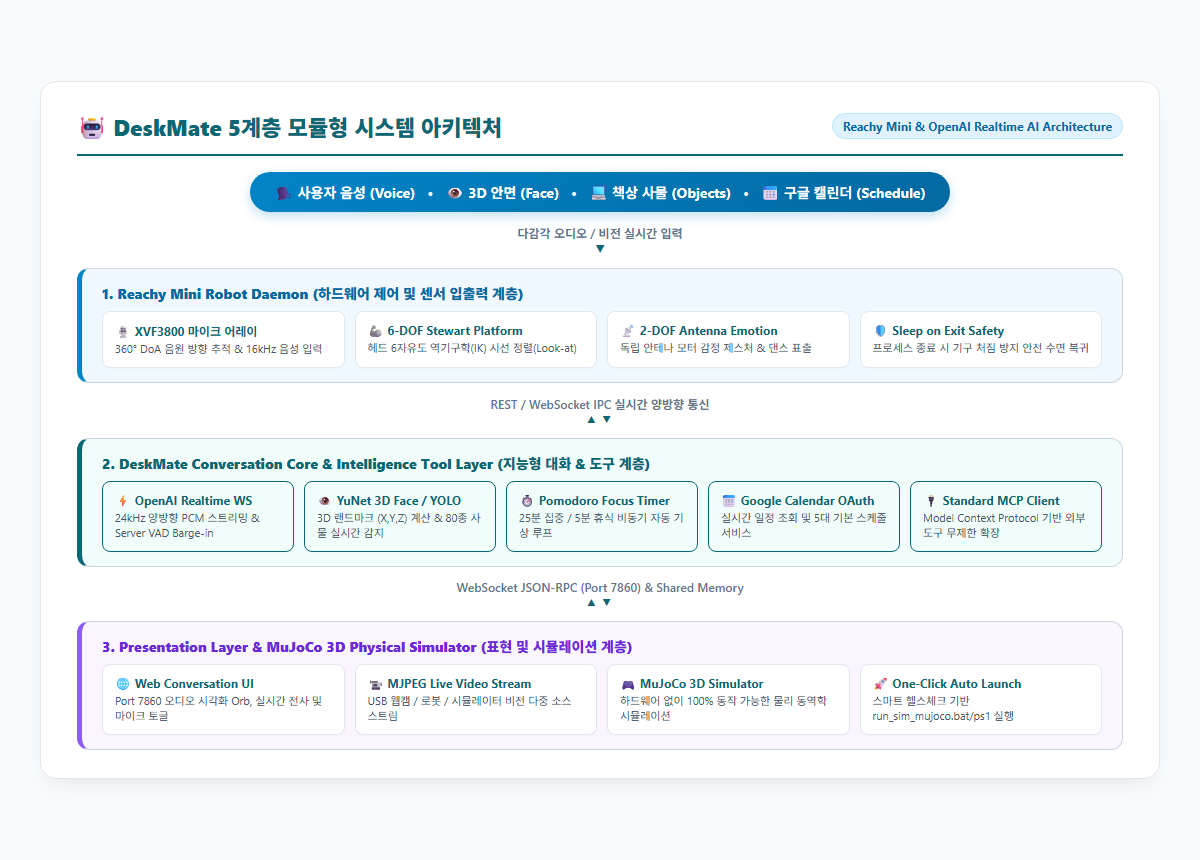 DeskMate 5계층 모듈형 시스템 아키텍처
Reachy Mini & OpenAI Realtime AI Architecture
사용자 음성 (Voice) • 3D 안면 (Face) • 책상 사물 (Objects) • 구글 캘린더 (Schedule)
다감각 오디오 / 비전 실시간 입력
▼
1. Reachy Mini Robot Daemon (하드웨어 제어 및 센서 입출력 계층)
XVF3800 마이크 어레이
360° DoA 음원 방향 추적 & 16kHz 음성 입력
6-DOF Stewart Platform
헤드 6자유도 역기구학(IK) 시선 정렬(Look-at)
2-DOF Antenna Emotion
독립 안테나 모터 감정 제스처 & 댄스 표출
Sleep on Exit Safety
프로세스 종료 시 기구 처짐 방지 안전 수면 복귀
REST / WebSocket IPC 실시간 양방향 통신
▲ ▼
2. DeskMate Conversation Core & Intelligence Tool Layer (지능형 대화 & 도구 계층)
OpenAI Realtime WS
24kHz 양방향 PCM 스트리밍 &
Server VAD Barge-in
YuNet 3D Face / YOLO
3D 랜드마크 (X,Y,Z) 계산 & 80종 사
물 실시간 감지
Pomodoro Focus Timer
25분 집중 / 5분 휴식 비동기 자동 기
상 루프
Google Calendar OAuth
실시간 일정 조회 및 5대 기본 스케줄
서비스
Standard MCP Client
Model Context Protocol 기반 외부
도구 무제한 확장
WebSocket JSON-RPC (Port 7860) & Shared Memory
▲ ▼
3. Presentation Layer & MuJoCo 3D Physical Simulator (표현 및 시뮬레이션 계층)
Web Conversation UI
Port 7860 오디오 시각화 Orb, 실시간 전사 및
마이크 토글
MJPEG Live Video Stream
USB 웹캠 / 로봇 / 시뮬레이터 비전 다중 소스
스트림
MuJoCo 3D Simulator
하드웨어 없이 100% 동작 가능한 물리 동역학
시뮬레이션
One-Click Auto Launch
스마트 헬스체크 기반
run_sim_mujoco.bat/ps1 실행